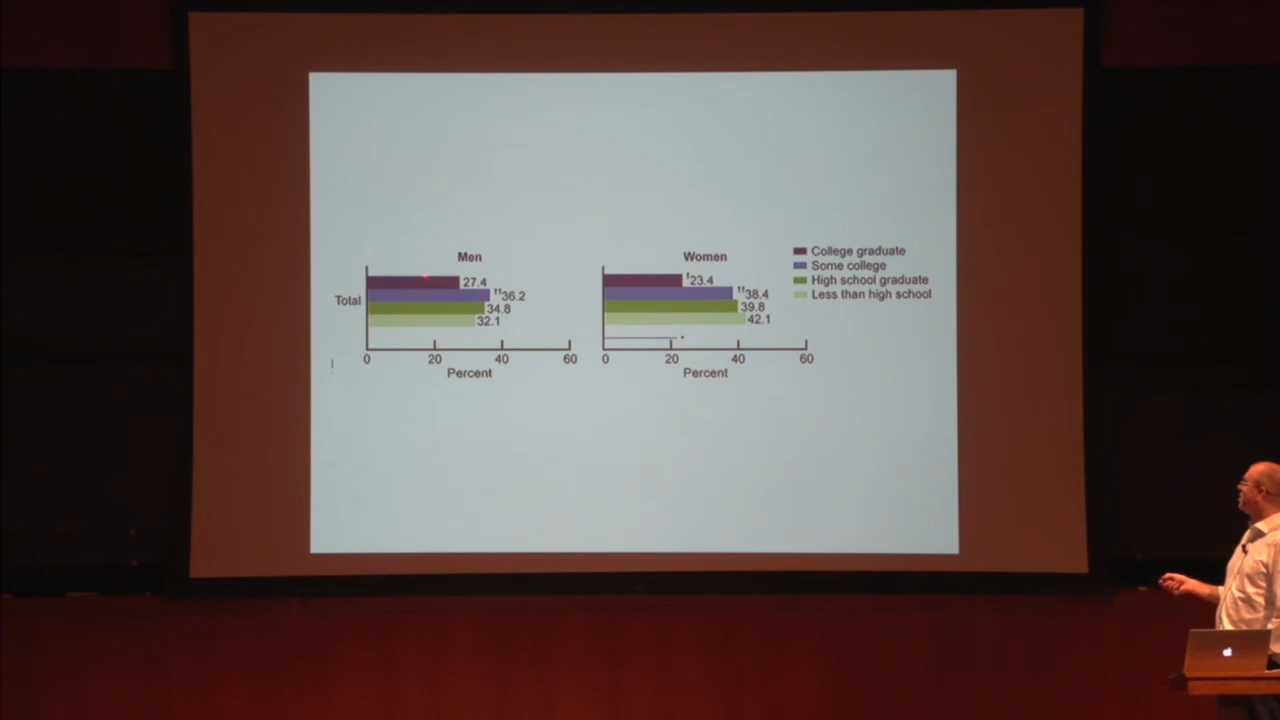 Men
27.4
††36.2
Total
34.8
32.1
0 20 40 60
Percent
Women
†23.4
††38.4
39.8
42.1
0 20 40 60
Percent
College graduate
Some college
High school graduate
Less than high school